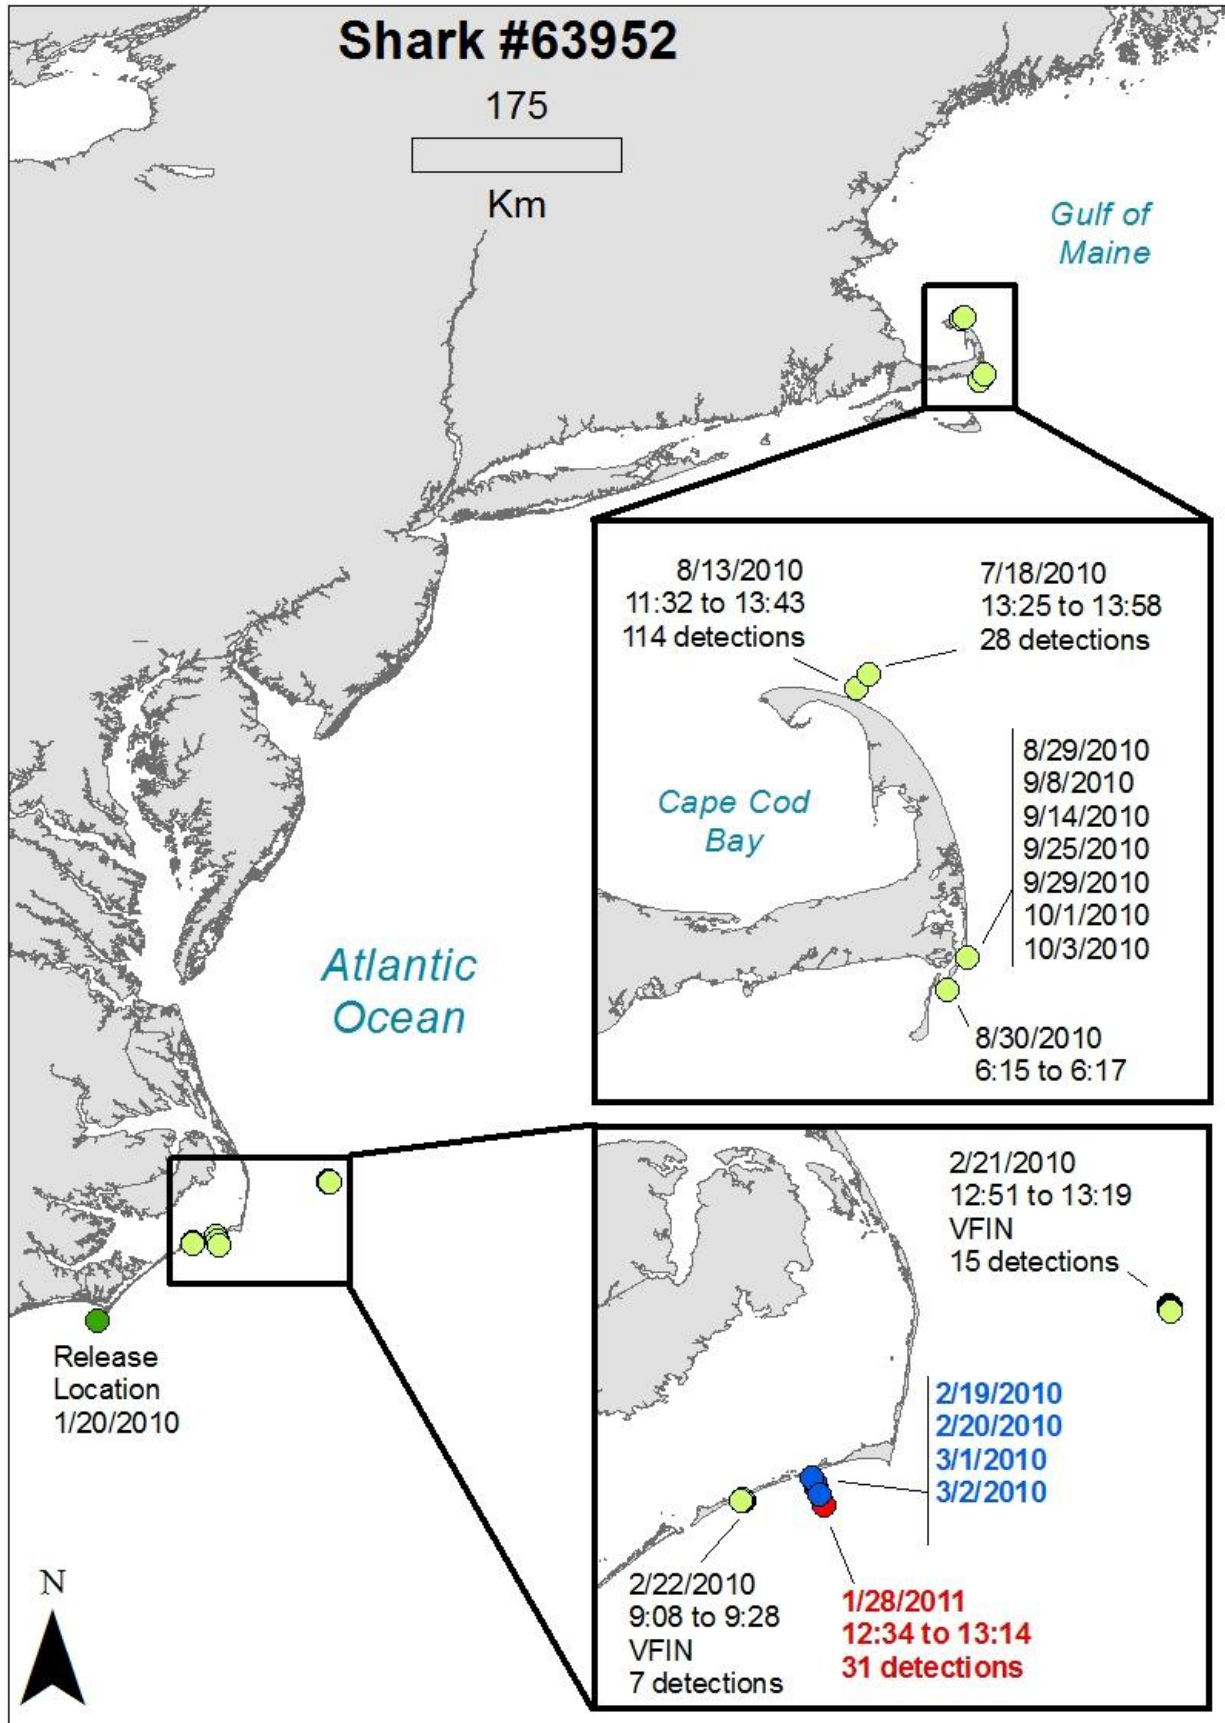 Shark #63952
175
Km
Gulf of
Maine
8/13/2010
11:32 to 13:43
114 detections
7/18/2010
13:25 to 13:58
28 detections
Cape Cod
Bay
8/29/2010
9/8/2010
9/14/2010
9/25/2010
9/29/2010
10/1/2010
10/3/2010
8/30/2010
6:15 to 6:17
Atlantic
Ocean
Release
Location
1/20/2010
2/21/2010
12:51 to 13:19
VFIN
15 detections
2/19/2010
2/20/2010
3/1/2010
3/2/2010
2/22/2010
9:08 to 9:28
VFIN
7 detections
1/28/2011
12:34 to 13:14
31 detections
N